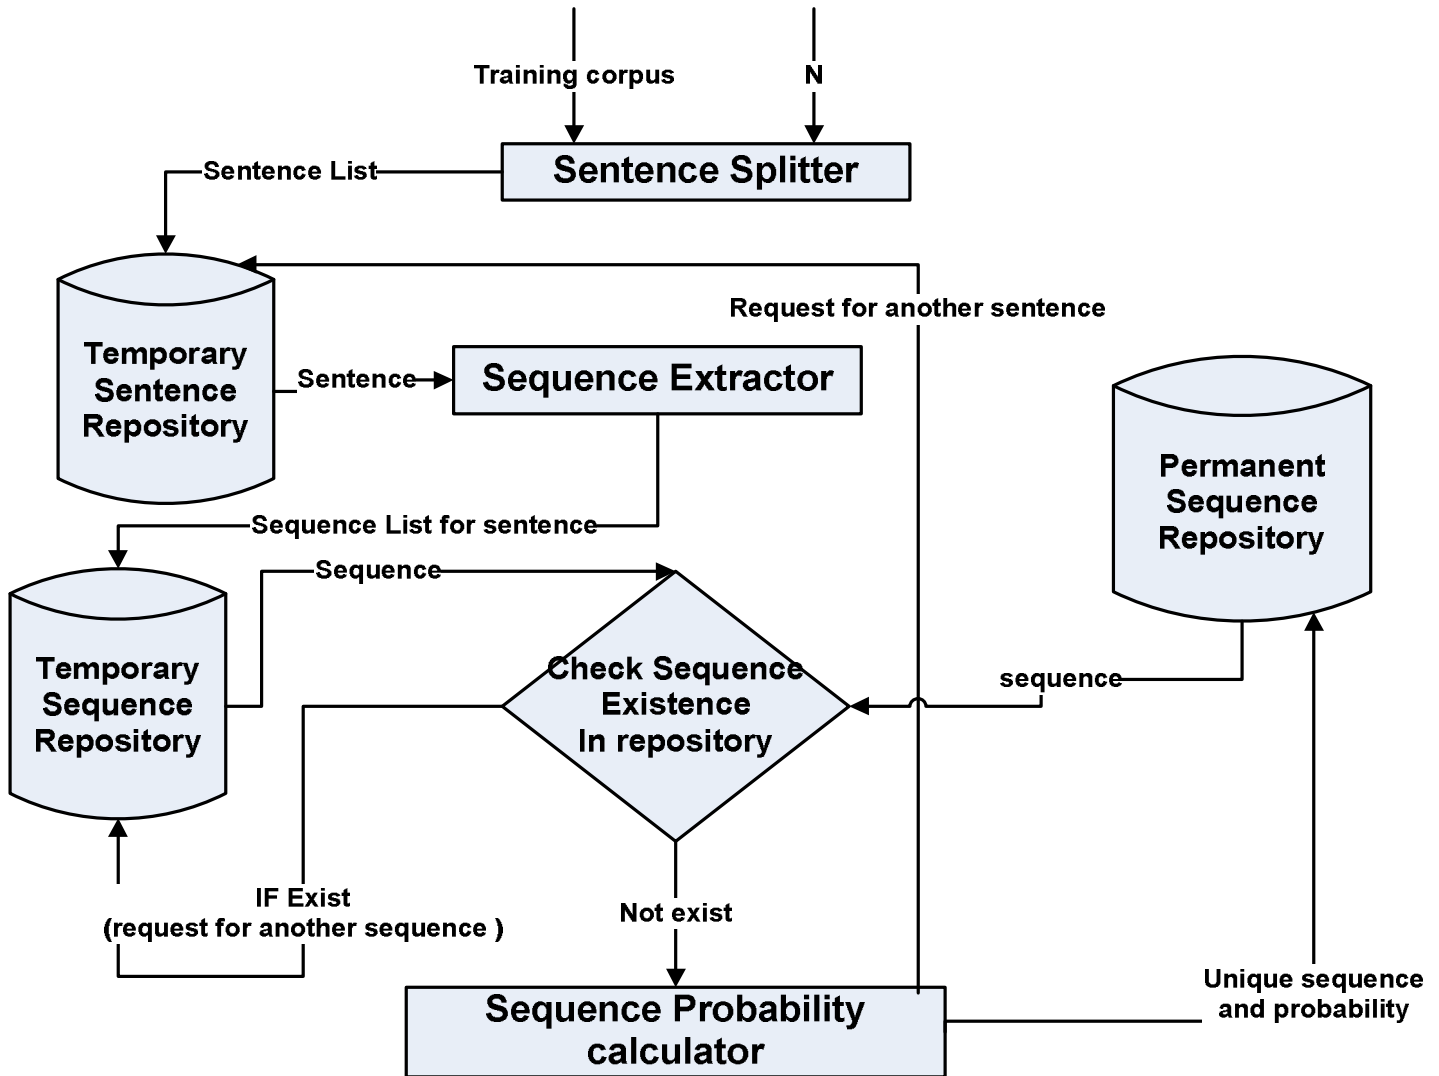 Training corpus
N
Sentence Splitter
Sentence List
Request for another sentence
Temporary
Sentence
Repository
Sentence
Sequence Extractor
Permanent
Sequence
Repository
Sequence List for sentence
Sequence
Temporary
Sequence
Repository
Check Sequence
Existence
In repository
sequence
IF Exist
(request for another sequence )
Not exist
Unique sequence
and probability
Sequence Probability
calculator